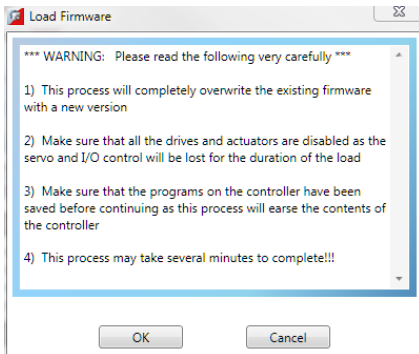 Load Firmware
*** WARNING:   Please read the following very carefully ***
1)  This process will completely overwrite the existing firmware
with a new version
2)  Make sure that all the drives and actuators are disabled as the
servo and I/O control will be lost for the duration of the load
3)  Make sure that the programs on the controller have been
saved before continuing as this process will earse the contents of
the controller
4)  This process may take several minutes to complete!!!
OK
Cancel